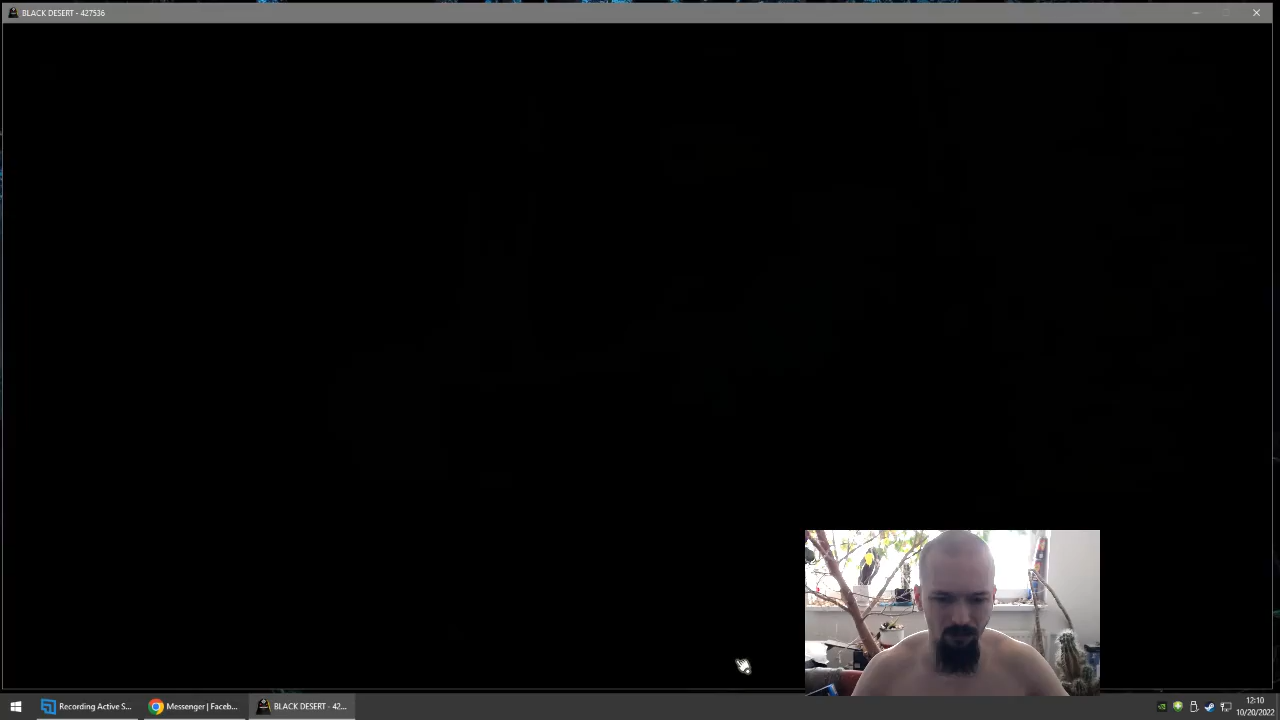 BLACK DESERT - 427536
Recording Active S...
Messenger | Faceb...
BLACK DESERT - 42...
12:10
10/20/2022